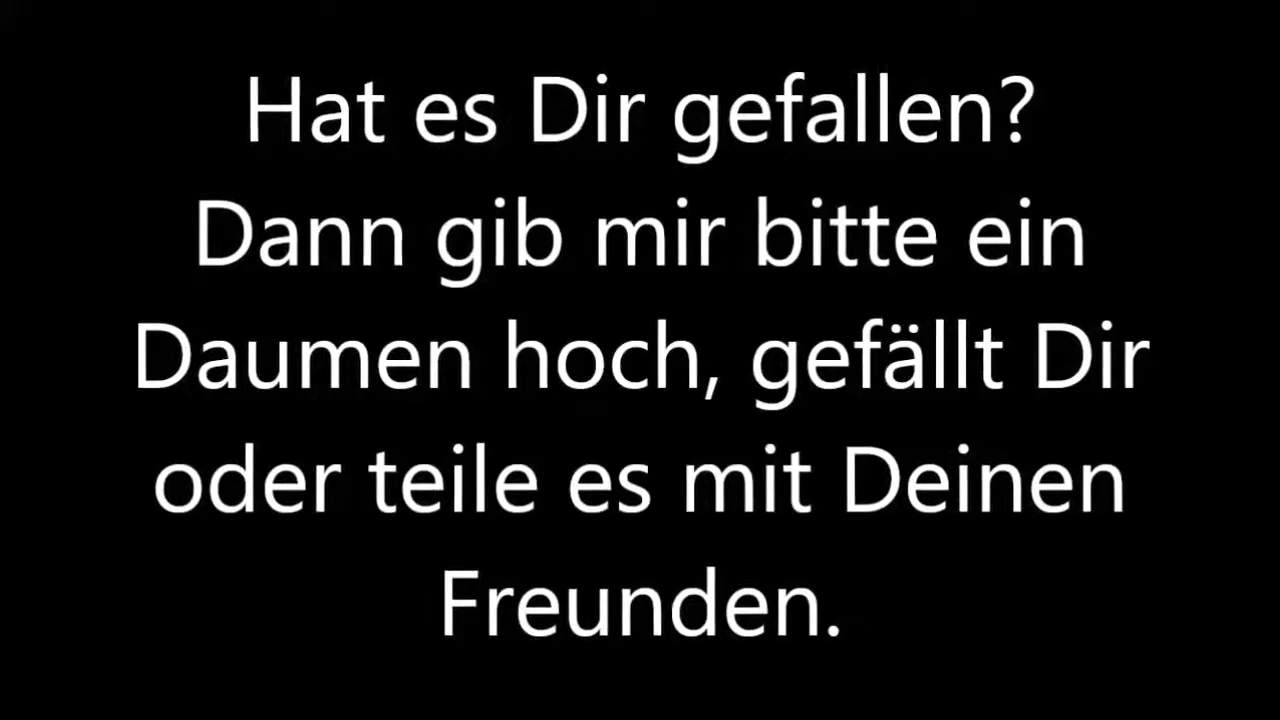 Hat es Dir gefallen?
Dann gib mir bitte ein
Daumen hoch, gefällt Dir
oder teile es mit Deinen
Freunden.